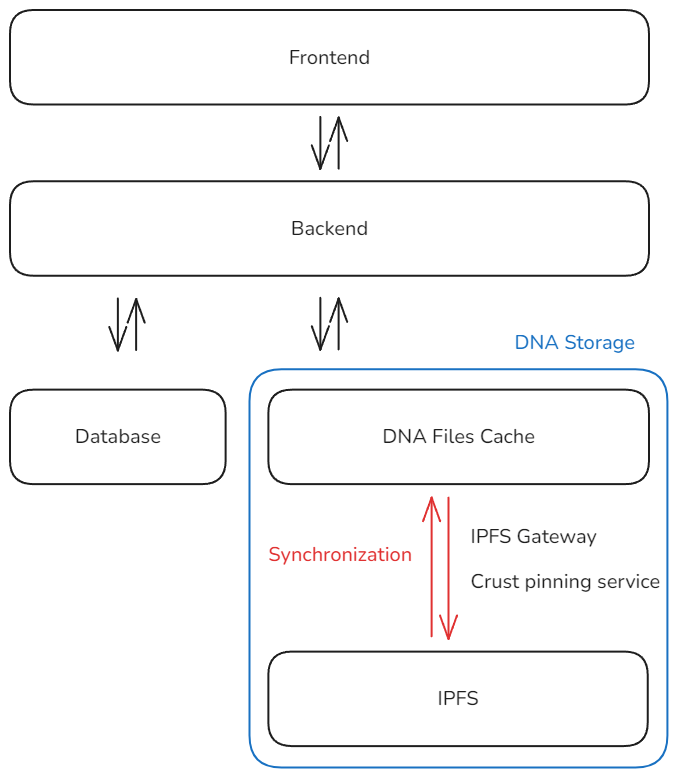 Frontend
Backend
DNA Storage
Database
DNA Files Cache
Synchronization
IPFS Gateway
Crust pinning service
IPFS